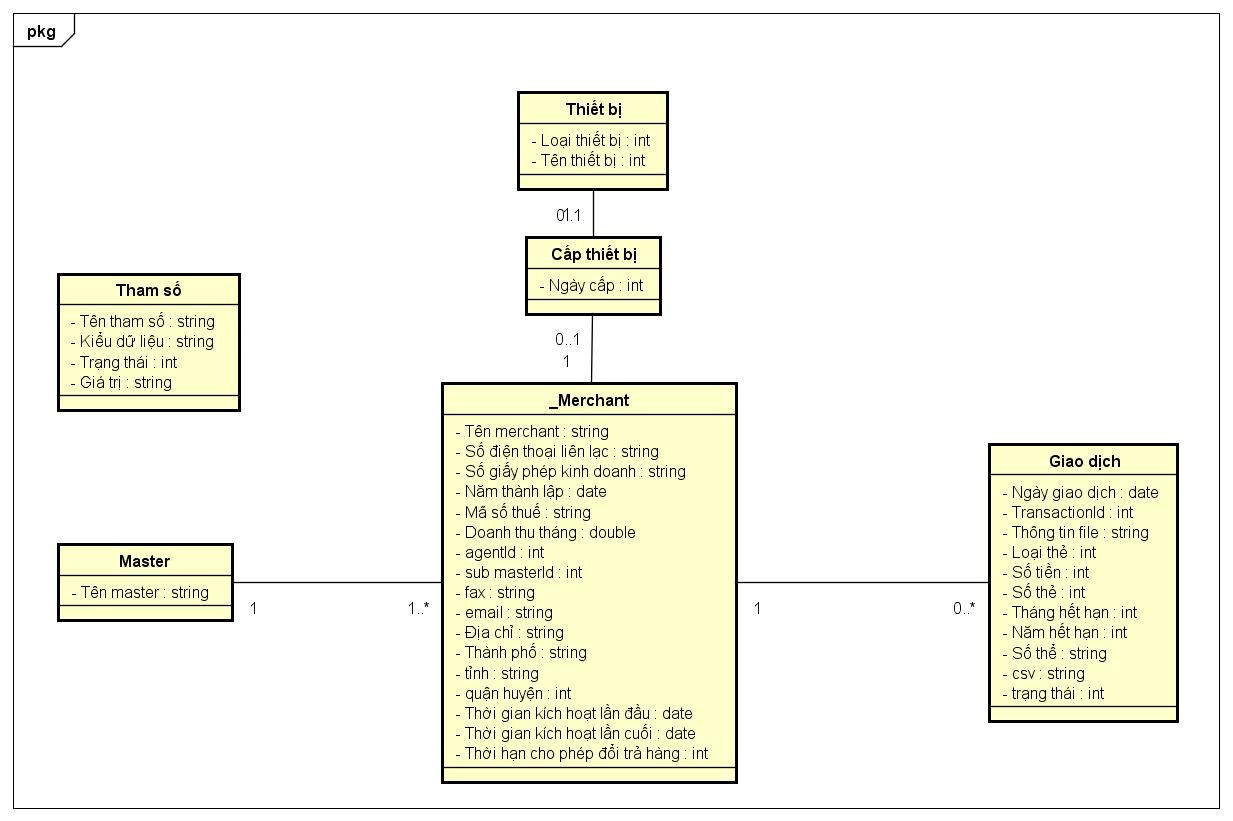 pkg
Thiết bị
- Loại thiết bị : int
- Tên thiết bị : int
Cấp thiết bị
- Ngày cấp : int
0..1
1
Tham số
- Tên tham số : string
- Kiểu dữ liệu : string
- Trạng thái : int
- Giá trị : string
Master
- Tên master : string
1
1..*
_Merchant
- Tên merchant : string
- Số điện thoại liên lạc : string
- Số giấy phép kinh doanh : string
- Năm thành lập : date
- Mã số thuế : string
- Doanh thu tháng : double
- agentId : int
- sub masterId : int
- fax : string
- email : string
- Địa chỉ : string
- Thành phố : string
- tỉnh : string
- quận huyện : int
- Thời gian kích hoạt lần đầu : date
- Thời gian kích hoạt lần cuối : date
- Thời hạn cho phép đổi trả hàng : int
1
0..*
Giao dịch
- Ngày giao dịch : date
- TransactionId : int
- Thông tin file : string
- Loại thẻ : int
- Số tiền : int
- Số thẻ : int
- Tháng hết hạn : int
- Năm hết hạn : int
- Số thể : string
- csv : string
- trạng thái : int